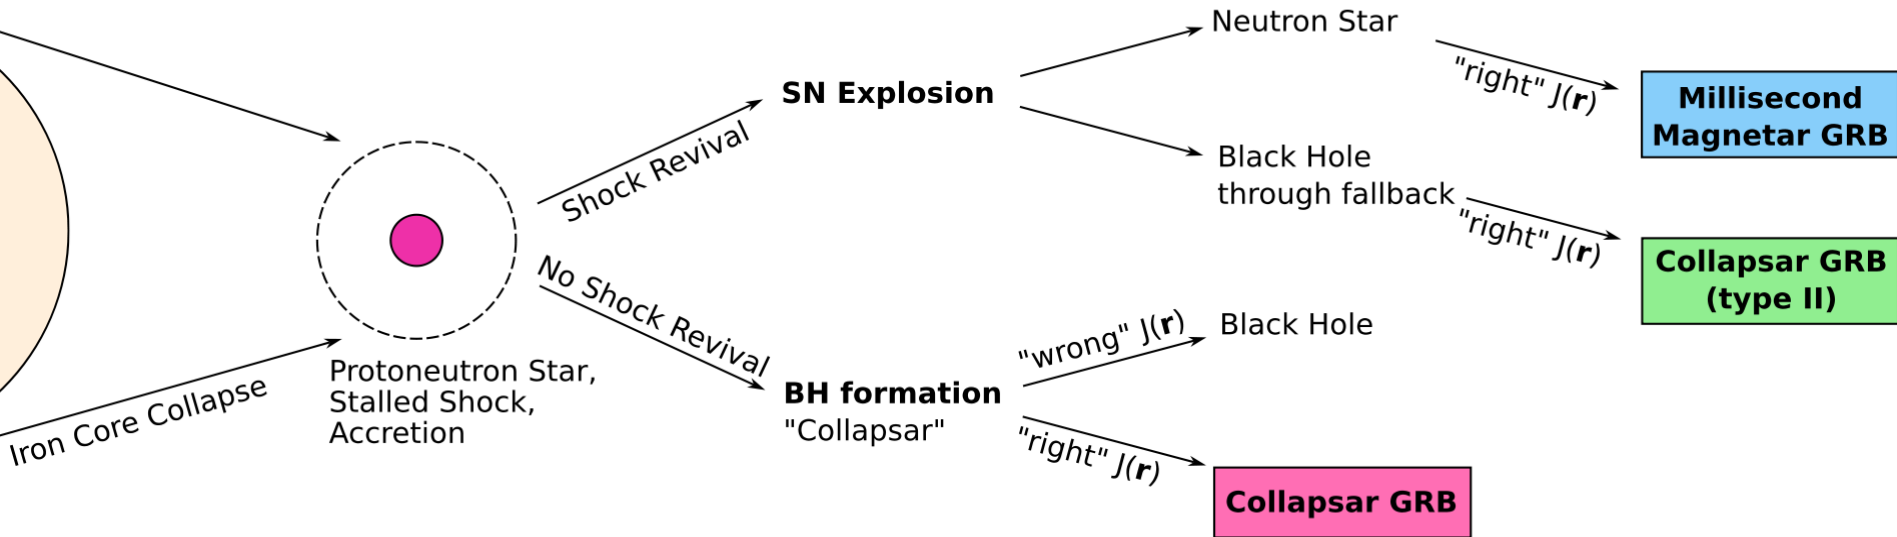 Neutron Star
"right" J(r)
Millisecond
Magnetar GRB
SN Explosion
Shock Revival
Black Hole
through fallback
"right" J(r)
Collapsar GRB
(type II)
No Shock Revival
"wrong" J(r)
Black Hole
Iron Core Collapse
Protoneutron Star,
Stalled Shock,
Accretion
BH formation
"Collapsar"
"right" J(r)
Collapsar GRB